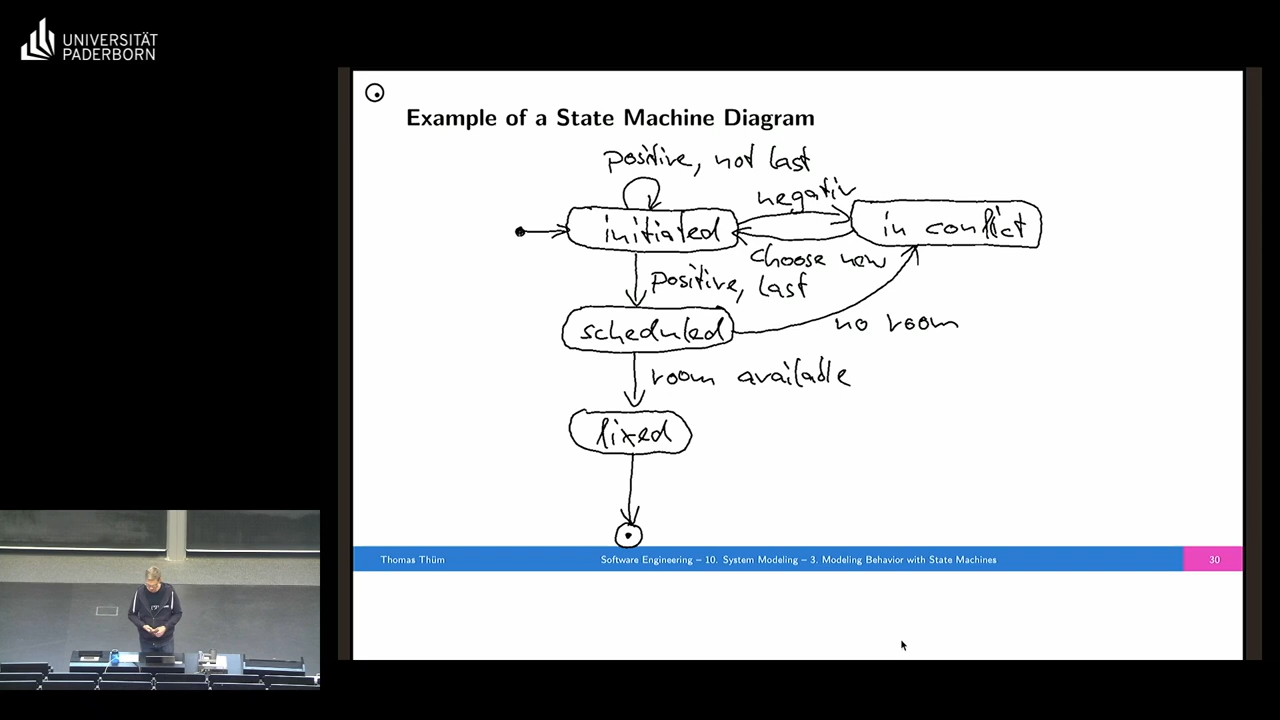 UNIVERSITÄT
PADERBORN
Example of a State Machine Diagram
positive, not last
negativ
initiated
in conflict
choose new
positive, last
scheduled
no room
room available
fixed
Thomas Thüm
Software Engineering – 10. System Modeling – 3. Modeling Behavior with State Machines
30